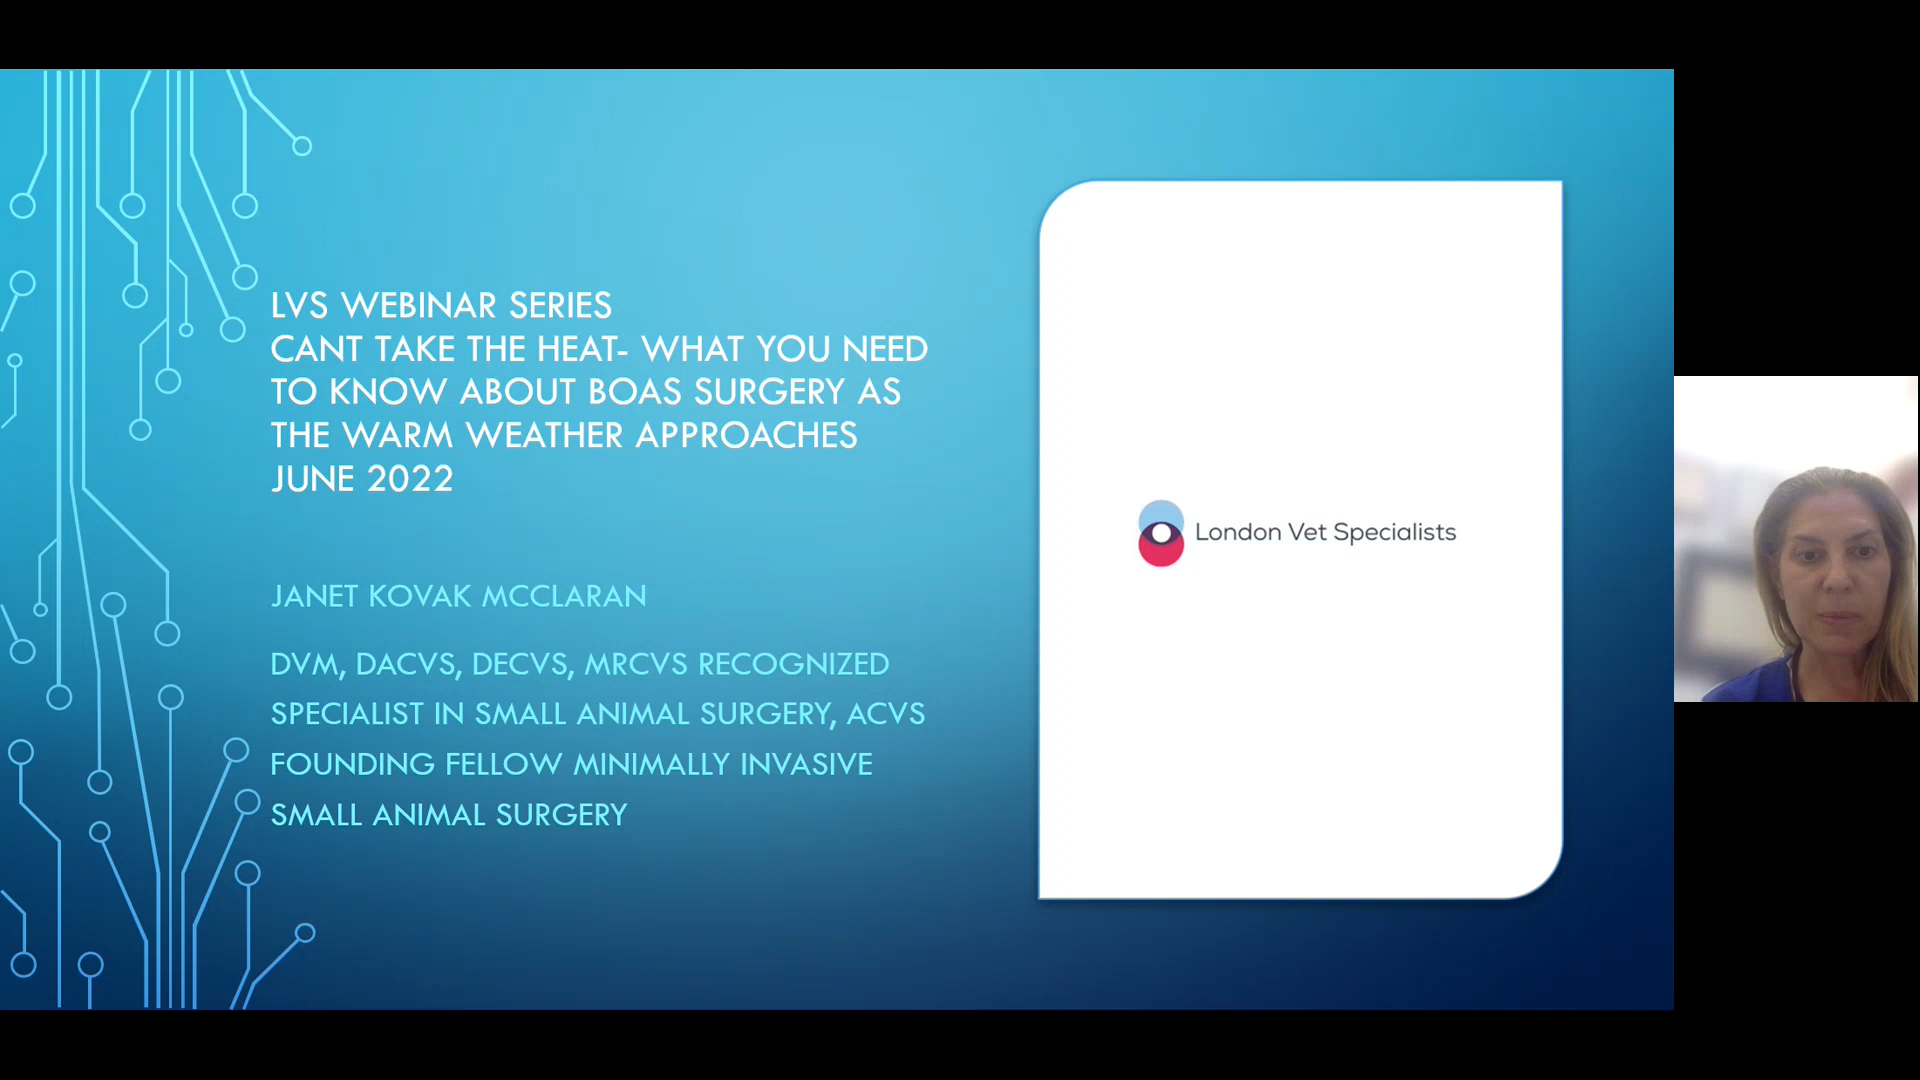 LVS WEBINAR SERIES
CANT TAKE THE HEAT- WHAT YOU NEED
TO KNOW ABOUT BOAS SURGERY AS
THE WARM WEATHER APPROACHES
JUNE 2022
JANET KOVAK MCCLARAN
DVM, DACVS, DECVS, MRCVS RECOGNIZED
SPECIALIST IN SMALL ANIMAL SURGERY, ACVS
FOUNDING FELLOW MINIMALLY INVASIVE
SMALL ANIMAL SURGERY
London Vet Specialists